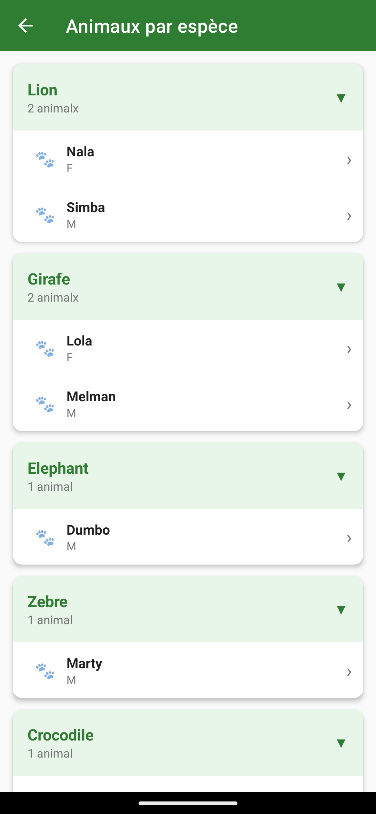 Animaux par espèce
Lion
2 animalx
Nala
F
Simba
M
Girafe
2 animalx
Lola
F
Melman
M
Elephant
1 animal
Dumbo
M
Zebre
1 animal
Marty
M
Crocodile
1 animal